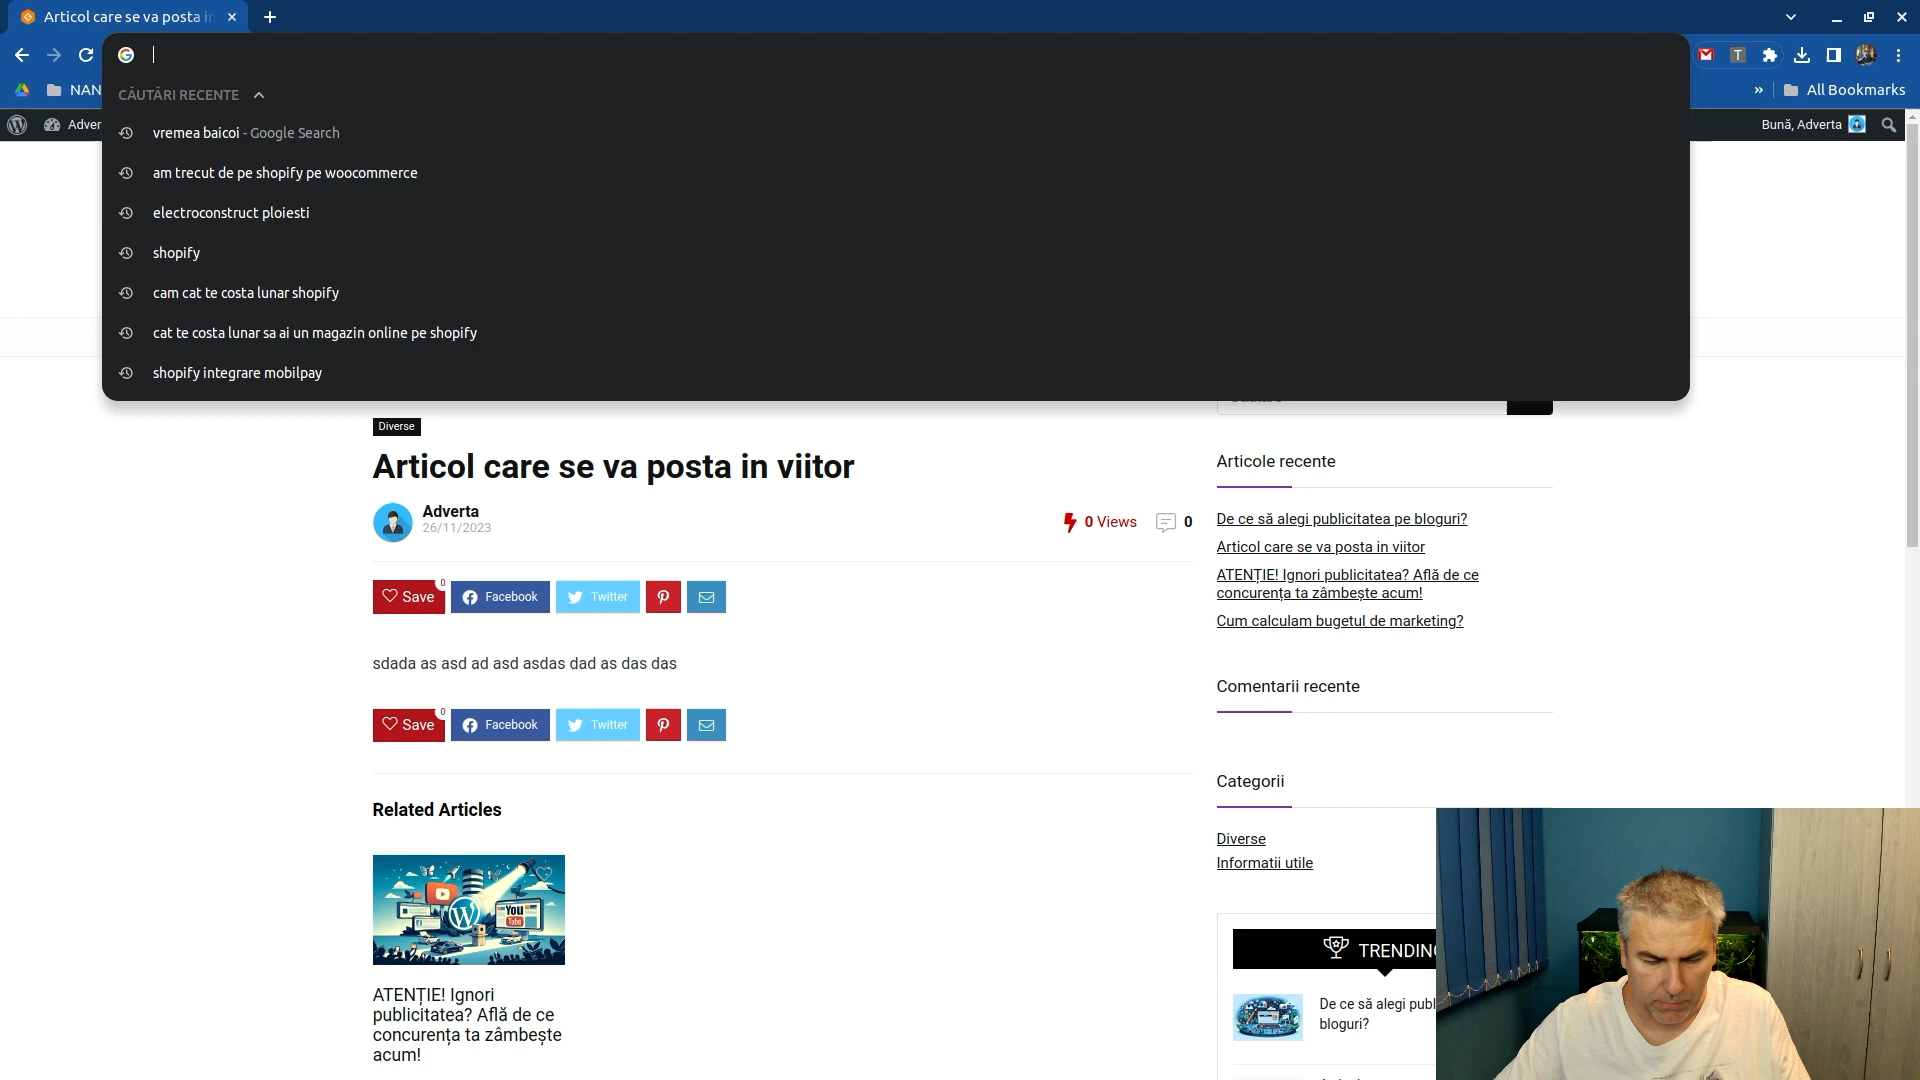 Articol care se va posta in
NAN
All Bookmarks
CĂUTĂRI RECENTE
vremea baicoi - Google Search
am trecut de pe shopify pe woocommerce
electroconstruct ploiesti
shopify
cam cat te costa lunar shopify
cat te costa lunar sa ai un magazin online pe shopify
shopify integrare mobilpay
Adver
Bună, Adverta
Diverse
Articol care se va posta in viitor
Adverta
26/11/2023
0 Views
0
0
Save
Facebook
Twitter
sdada as asd ad asd asdas dad as das das
0
Save
Facebook
Twitter
Related Articles
You
Tube
ATENȚIE! Ignori
publicitatea? Află de ce
concurența ta zâmbește
acum!
Articole recente
De ce să alegi publicitatea pe bloguri?
Articol care se va posta in viitor
ATENȚIE! Ignori publicitatea? Află de ce
concurența ta zâmbește acum!
Cum calculam bugetul de marketing?
Comentarii recente
Categorii
Diverse
Informatii utile
TRENDING
De ce să alegi publ
bloguri?